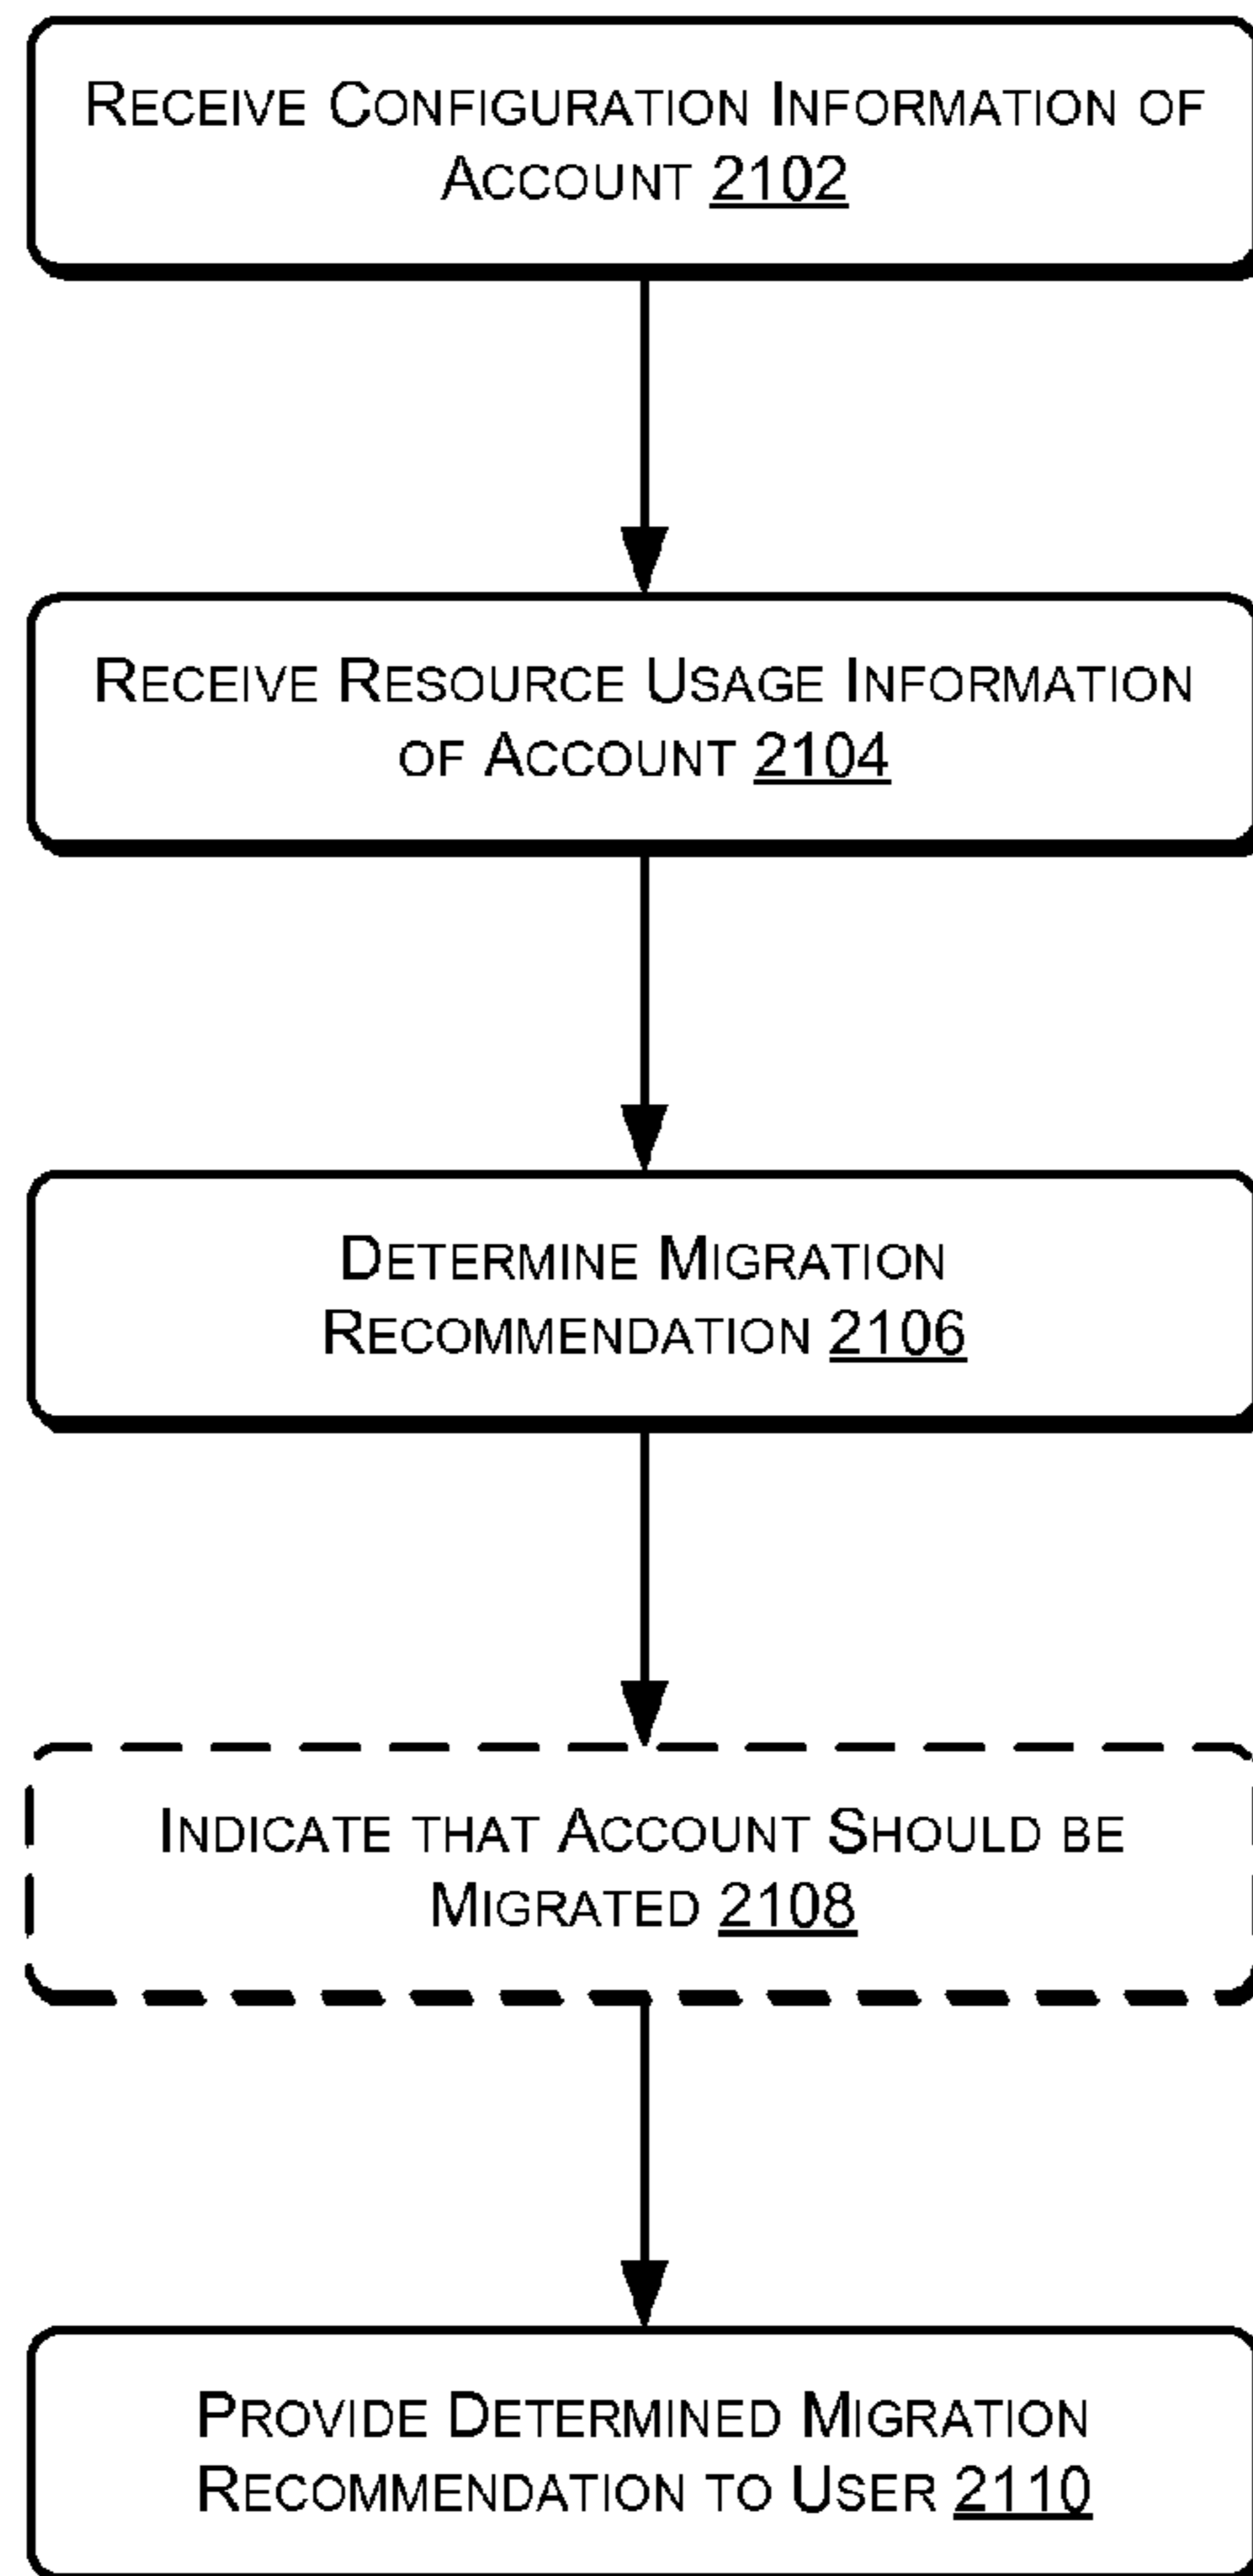 RECEIVE CONFIGURATION INFORMATION OF
ACCOUNT 2102
RECEIVE RESOURCE USAGE INFORMATION
OF ACCOUNT 2104
DETERMINE MIGRATION
RECOMMENDATION 2106
INDICATE THAT ACCOUNT SHOULD BE
MIGRATED 2108
PROVIDE DETERMINED MIGRATION
RECOMMENDATION TO USER 2110